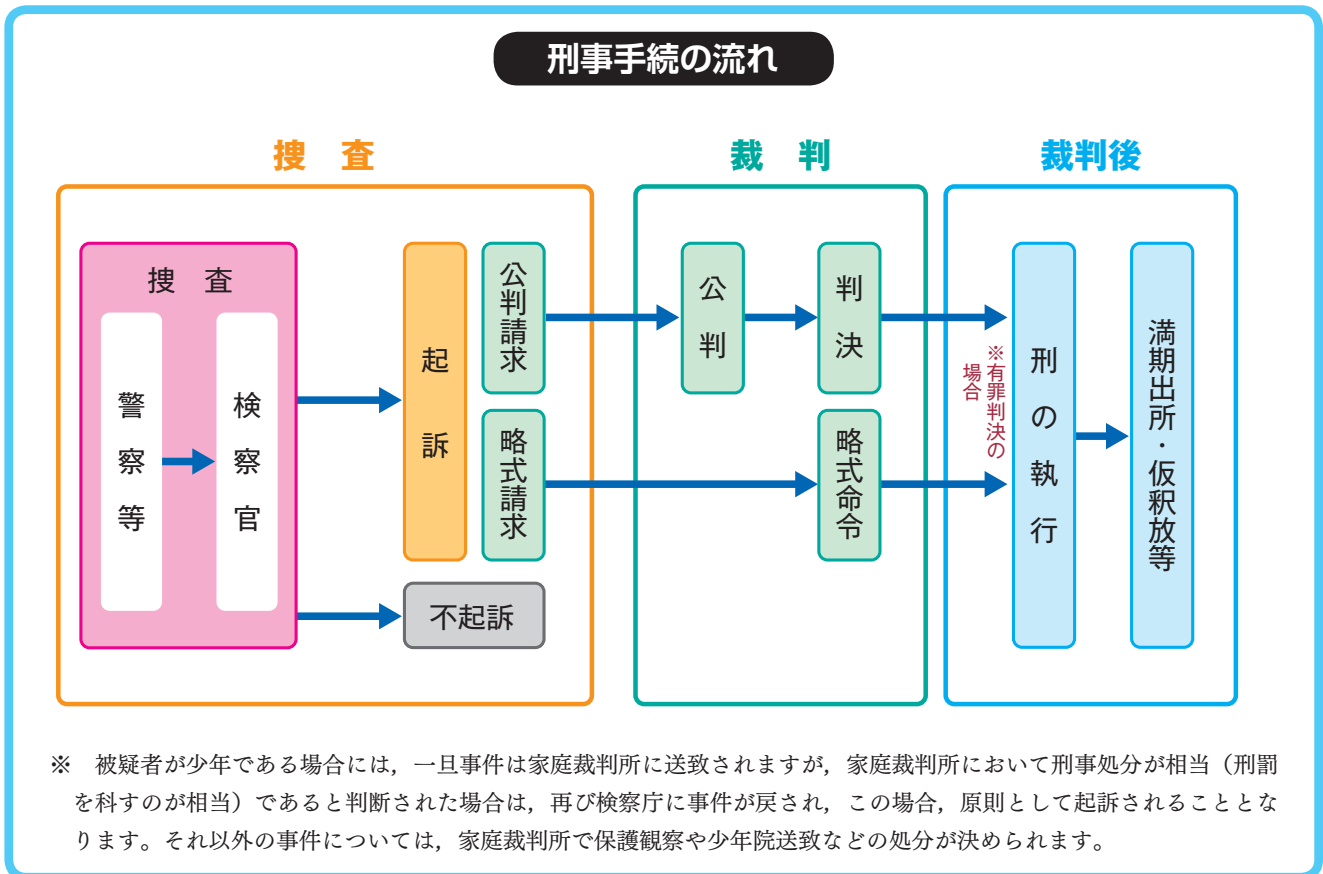 刑事手続の流れ
捜　査
裁　判
裁判後
捜　査
警察等
検察官
起訴
公判請求
略式請求
不起訴
公判
判決
略式命令
※有罪判決の
場合
刑の執行
満期出所・仮釈放等
※　被疑者が少年である場合には，一旦事件は家庭裁判所に送致されますが，家庭裁判所において刑事処分が相当（刑罰
を科すのが相当）であると判断された場合は，再び検察庁に事件が戻され，この場合，原則として起訴されることとな
ります。それ以外の事件については，家庭裁判所で保護観察や少年院送致などの処分が決められます。